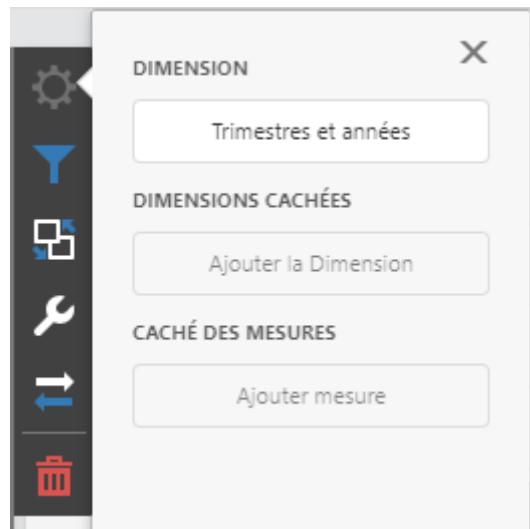 DIMENSION
Trimestres et années
DIMENSIONS CACHÉES
Ajouter la Dimension
CACHÉ DES MESURES
Ajouter mesure